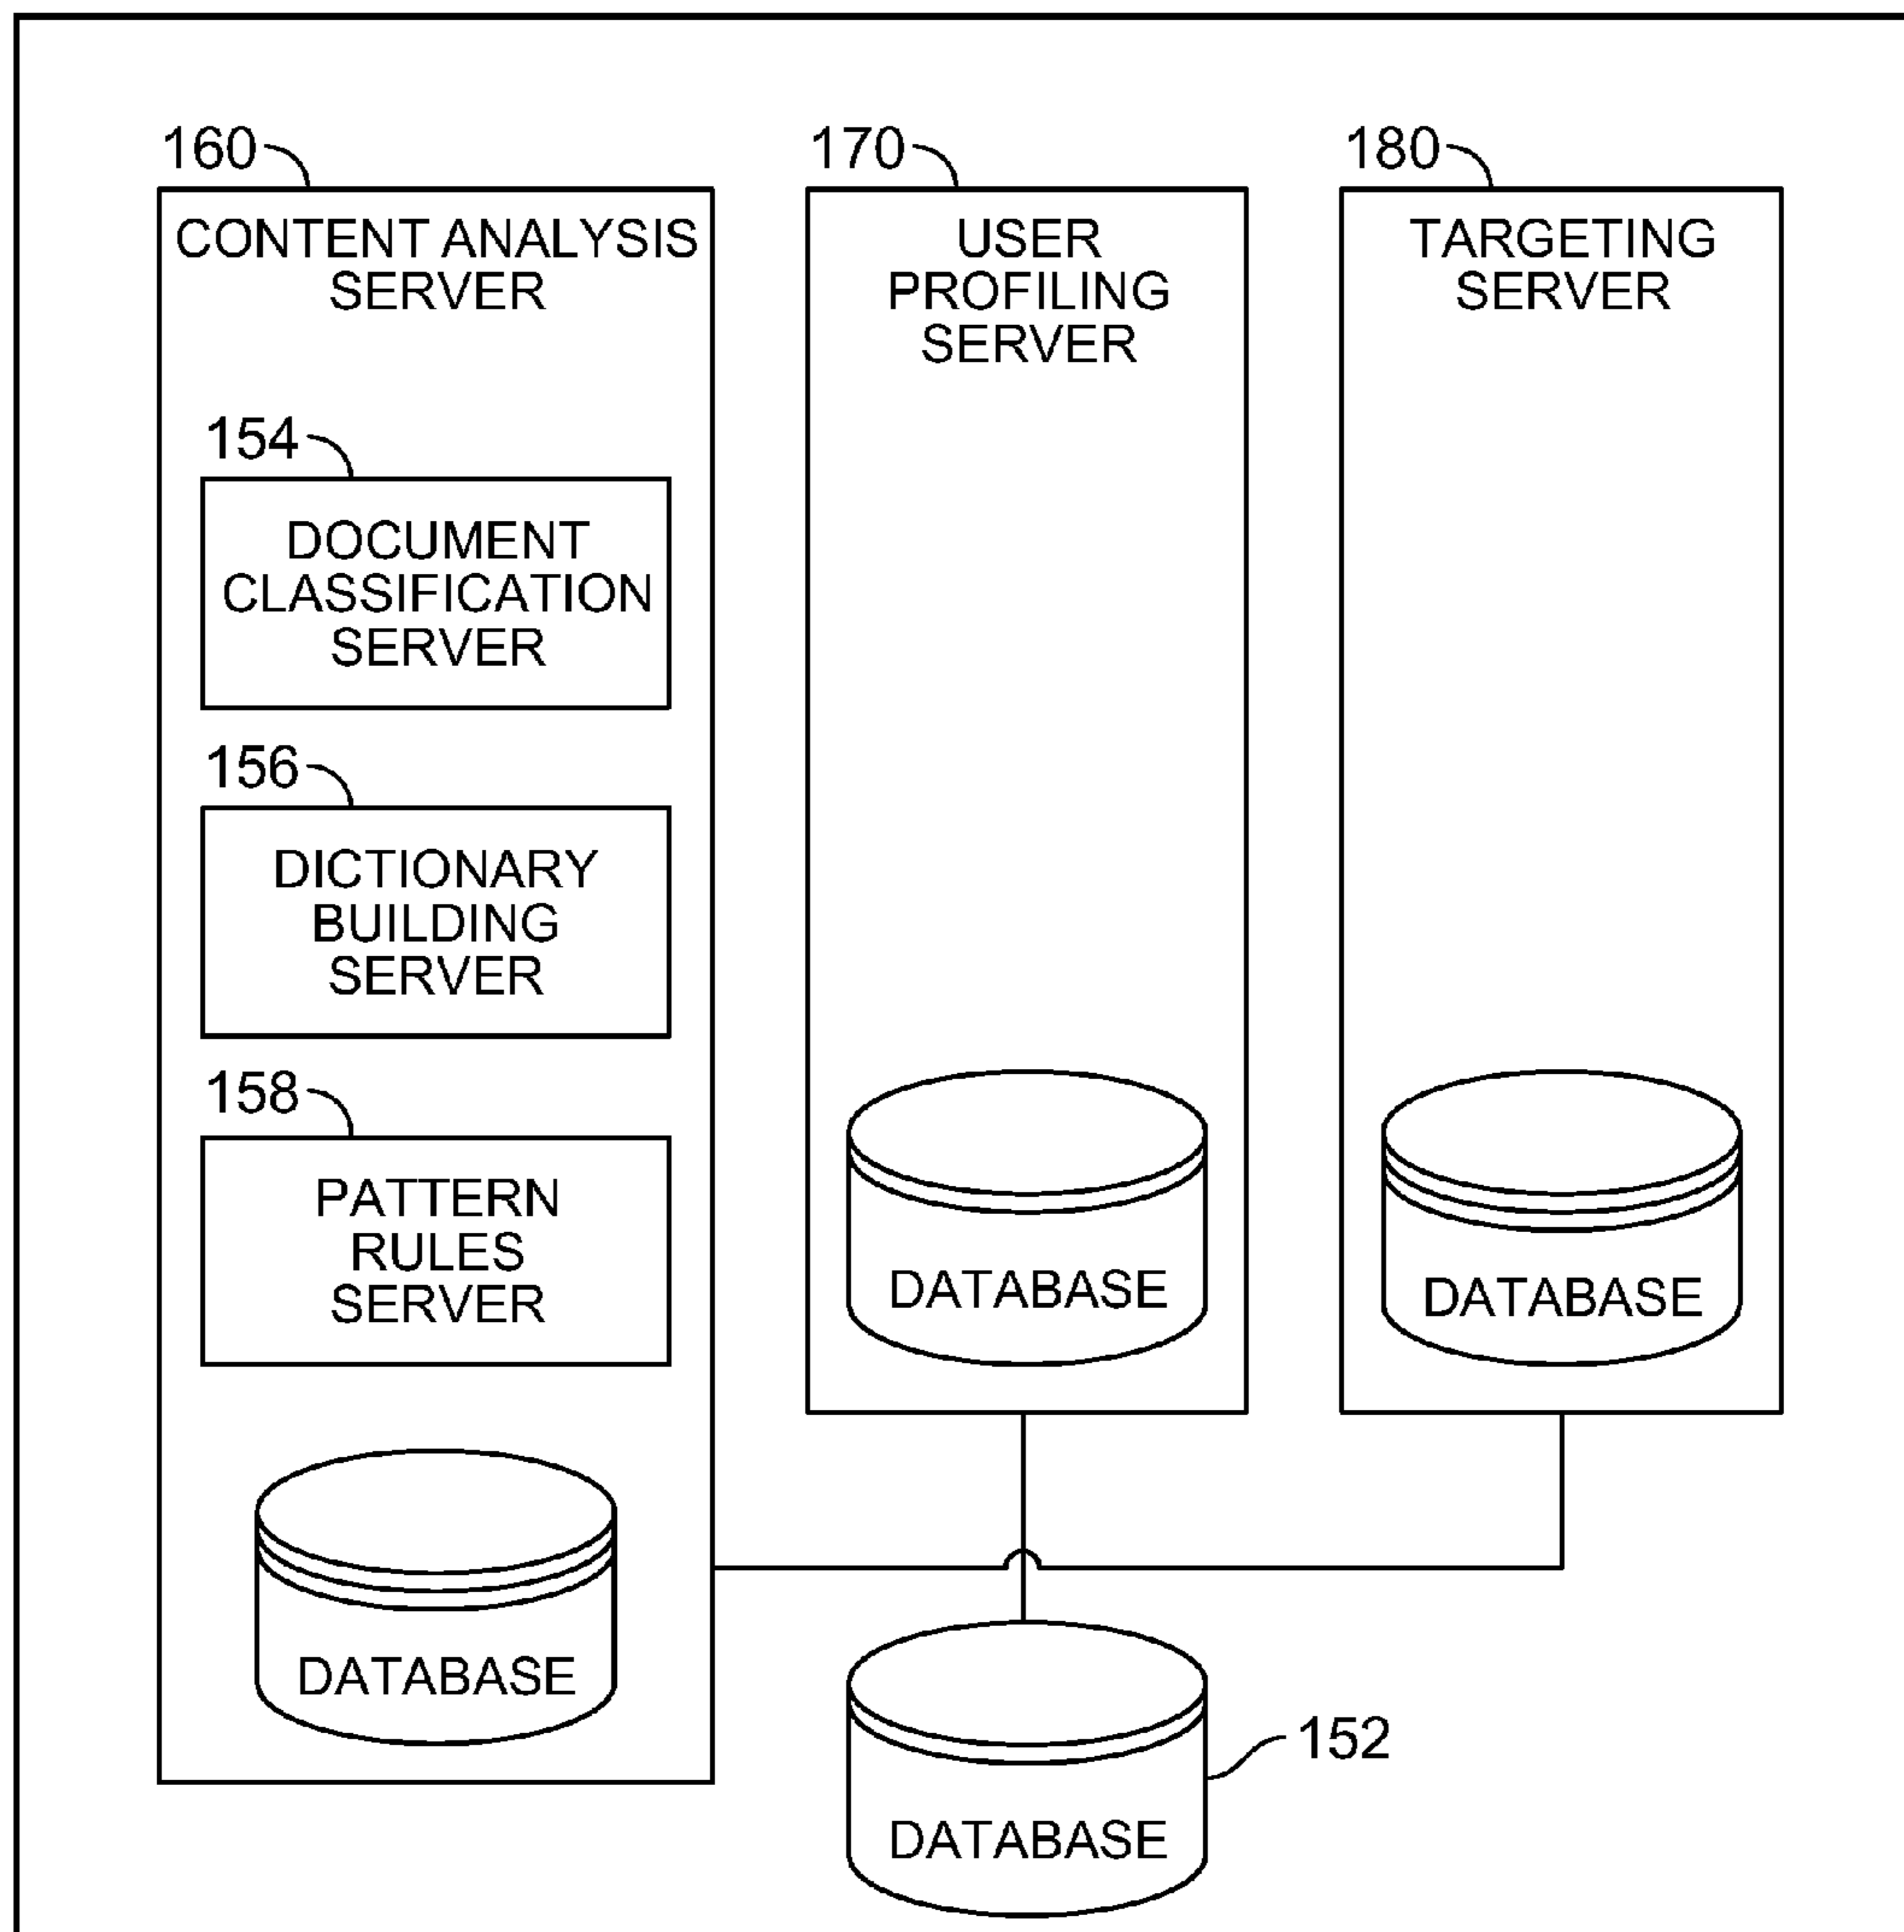 160
CONTENT ANALYSIS
SERVER
154
DOCUMENT
CLASSIFICATION
SERVER
156
DICTIONARY
BUILDING
SERVER
158
PATTERN
RULES
SERVER
DATABASE
170
USER
PROFILING
SERVER
DATABASE
180
TARGETING
SERVER
DATABASE
152
DATABASE